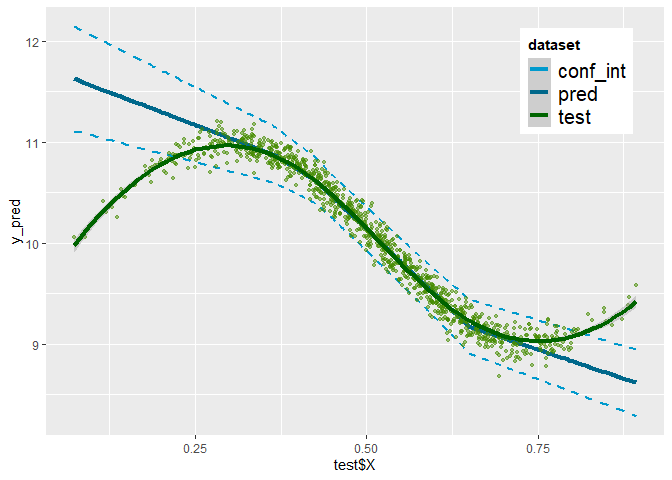 12
11
10
9
y_pred
dataset
conf_int
pred
test
0.25
0.50
0.75
test$X